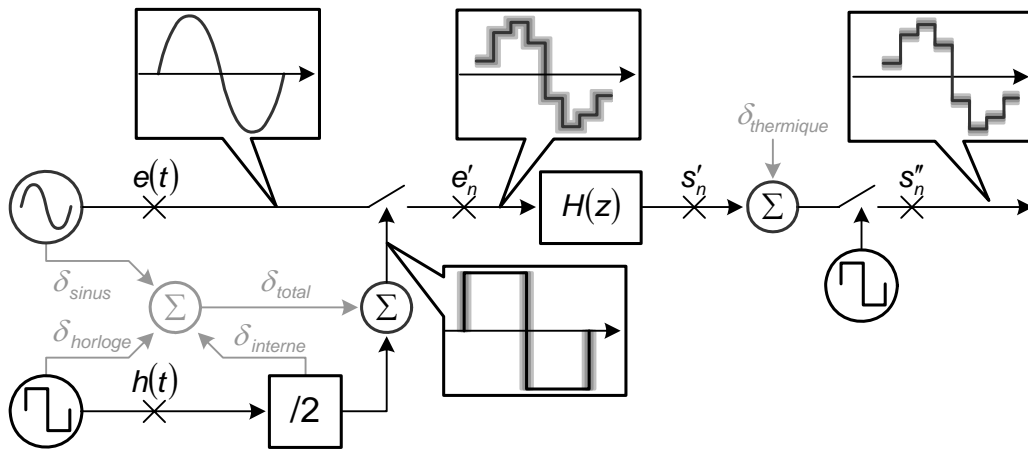 δthermique
e(t)
e′n
s′n
s″n
H(z)
Σ
δsinus
δtotal
Σ
Σ
δhorloge
δinterne
h(t)
/2